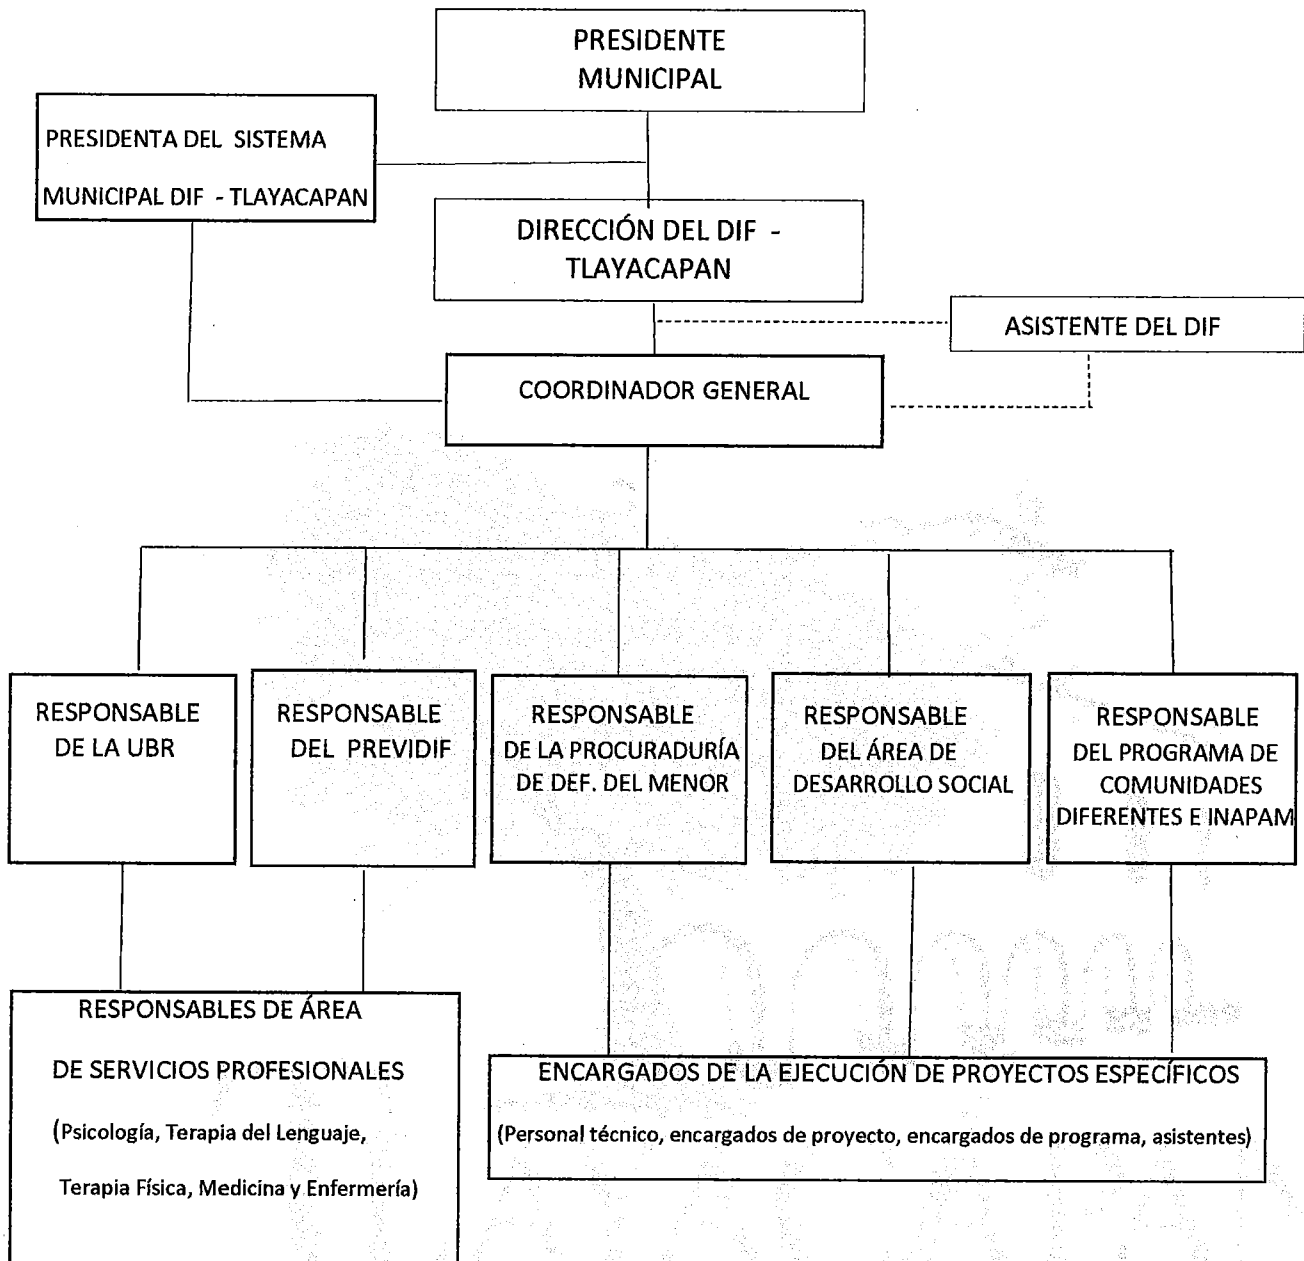 PRESIDENTE
MUNICIPAL
PRESIDENTA DEL SISTEMA
MUNICIPAL DIF - TLAYACAPAN
DIRECCIÓN DEL DIF -
TLAYACAPAN
ASISTENTE DEL DIF
COORDINADOR GENERAL
RESPONSABLE
DE LA UBR
RESPONSABLE
DEL PREVIDIF
RESPONSABLE
DE LA PROCURADURÍA
DE DEF. DEL MENOR
RESPONSABLE
DEL ÁREA DE
DESARROLLO SOCIAL
RESPONSABLE
DEL PROGRAMA DE
COMUNIDADES
DIFERENTES E INAPAM
RESPONSABLES DE ÁREA
DE SERVICIOS PROFESIONALES
(Psicología, Terapia del Lenguaje,
Terapia Física, Medicina y Enfermería)
ENCARGADOS DE LA EJECUCIÓN DE PROYECTOS ESPECÍFICOS
(Personal técnico, encargados de proyecto, encargados de programa, asistentes)